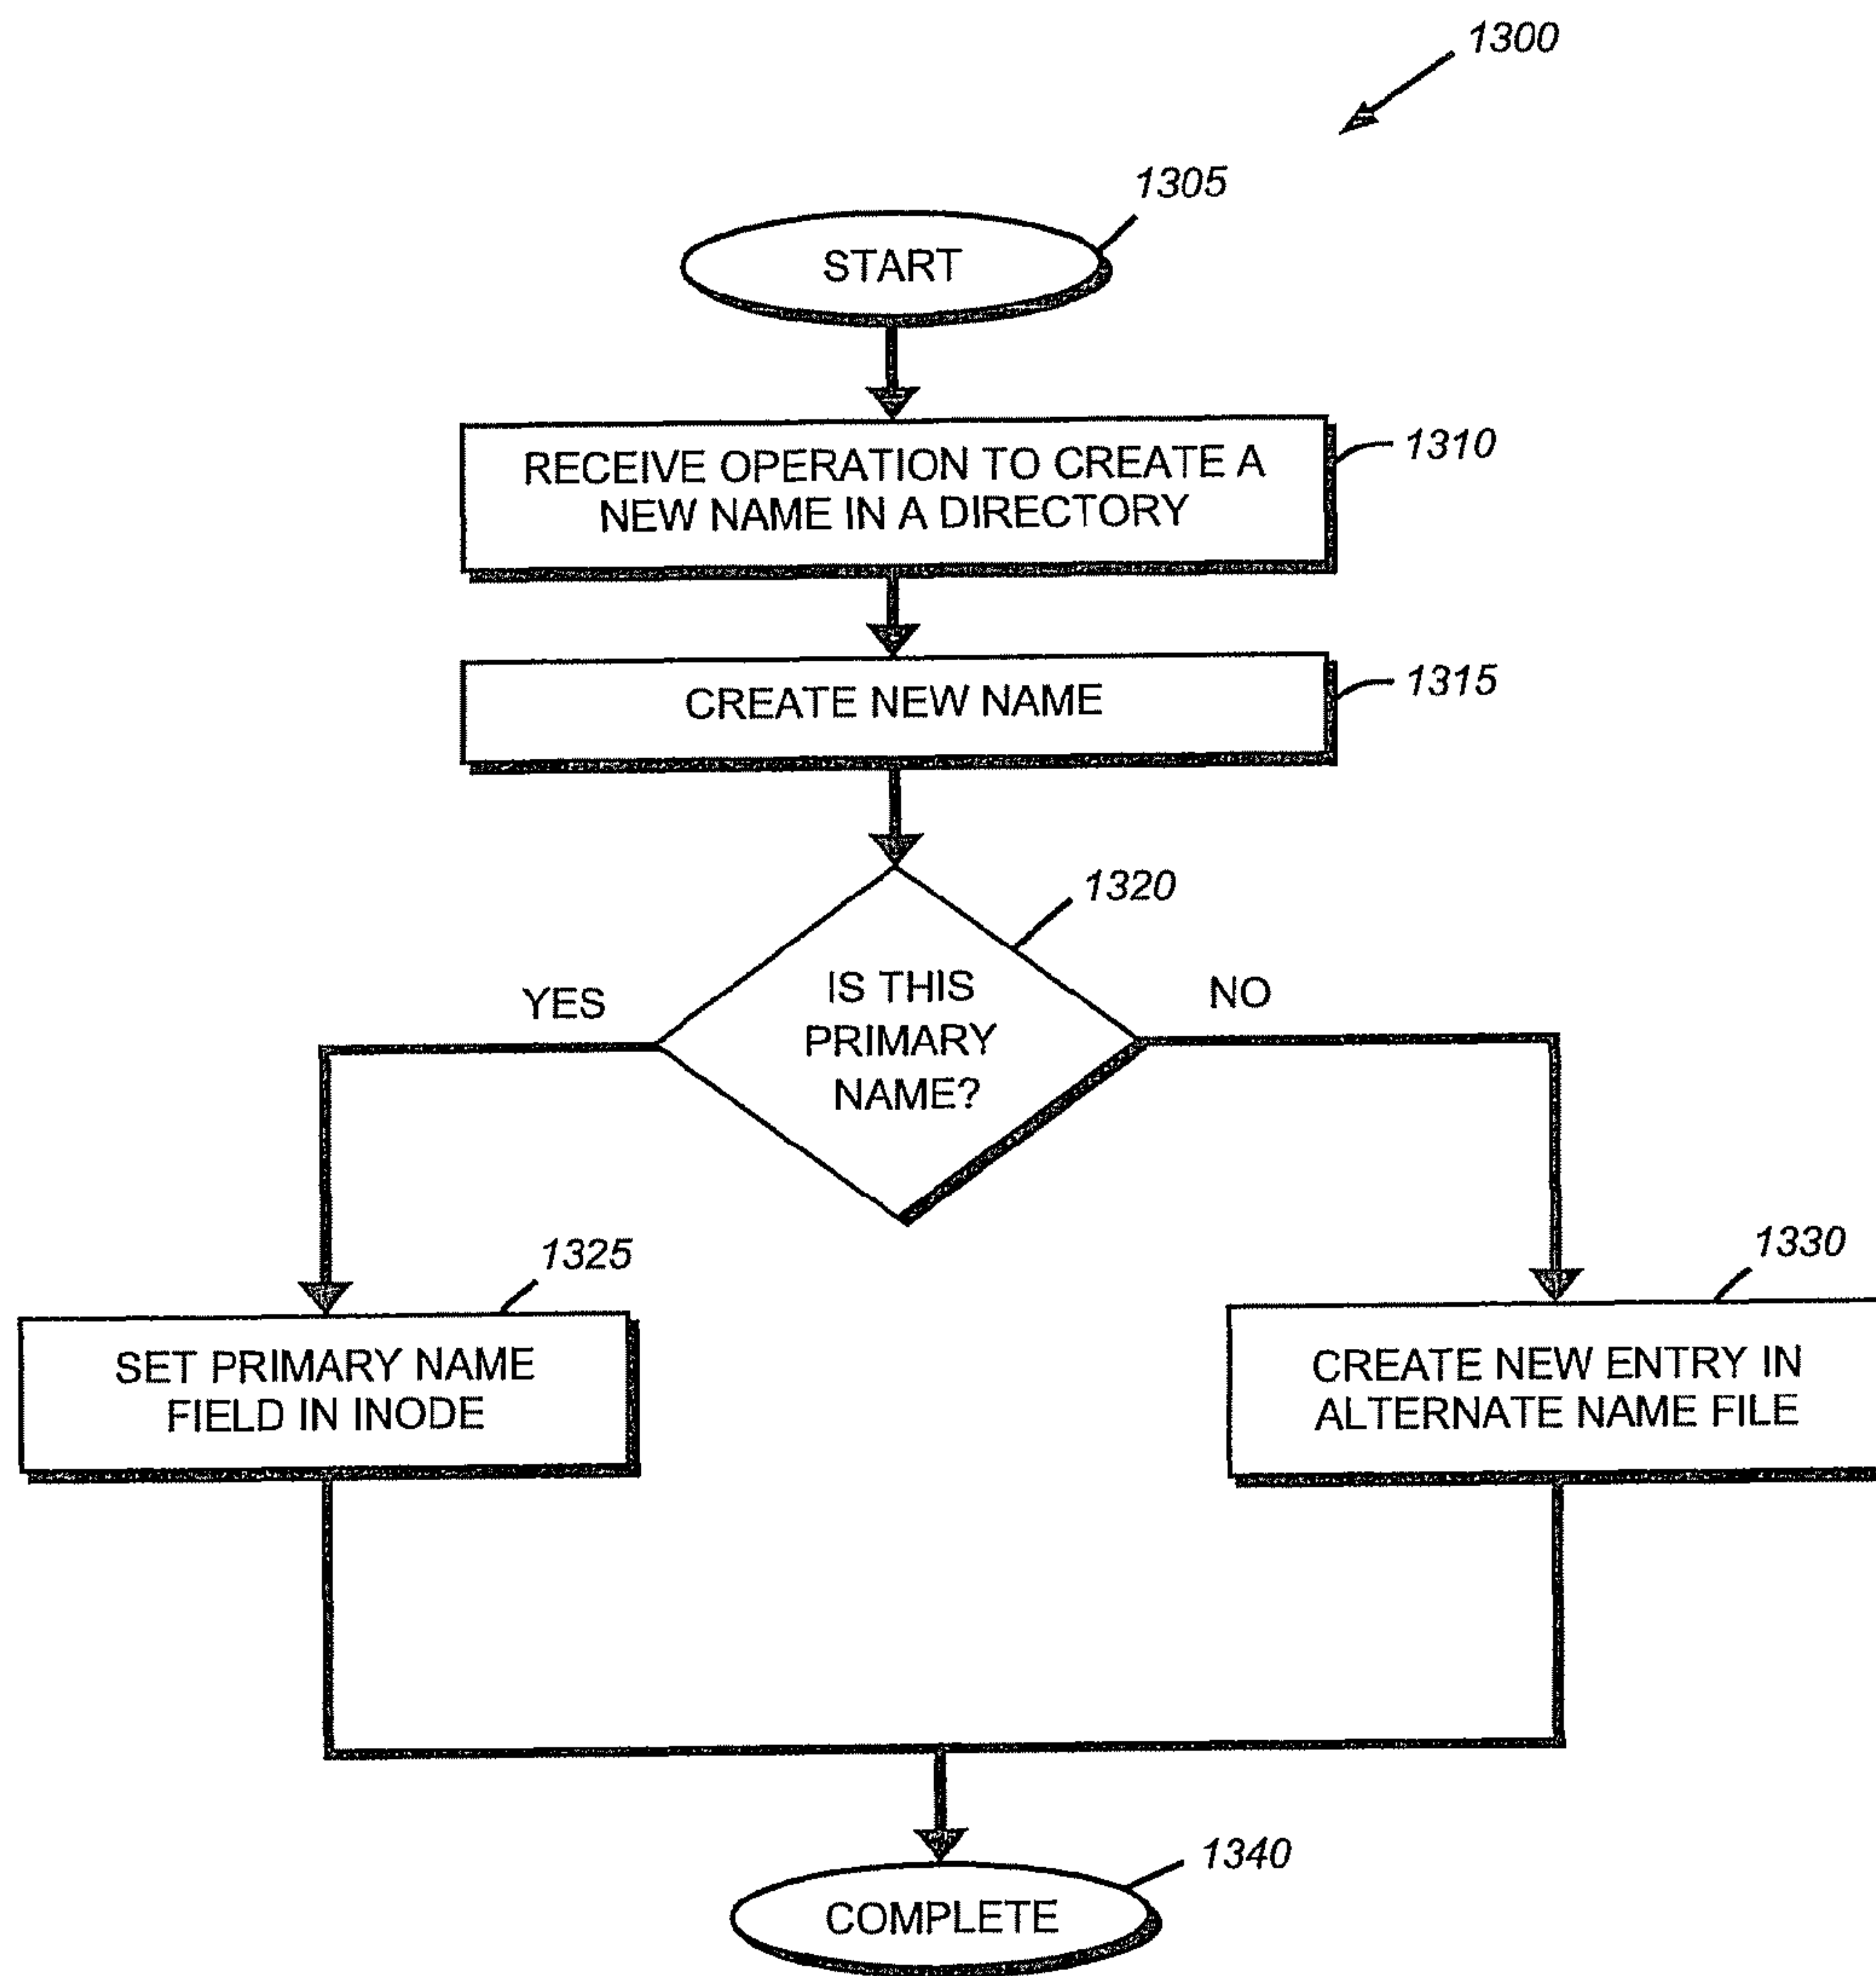 1300
1305
START
RECEIVE OPERATION TO CREATE A
NEW NAME IN A DIRECTORY
1310
CREATE NEW NAME
1315
1320
IS THIS
PRIMARY
NAME?
YES
NO
1325
SET PRIMARY NAME
FIELD IN INODE
1330
CREATE NEW ENTRY IN
ALTERNATE NAME FILE
1340
COMPLETE